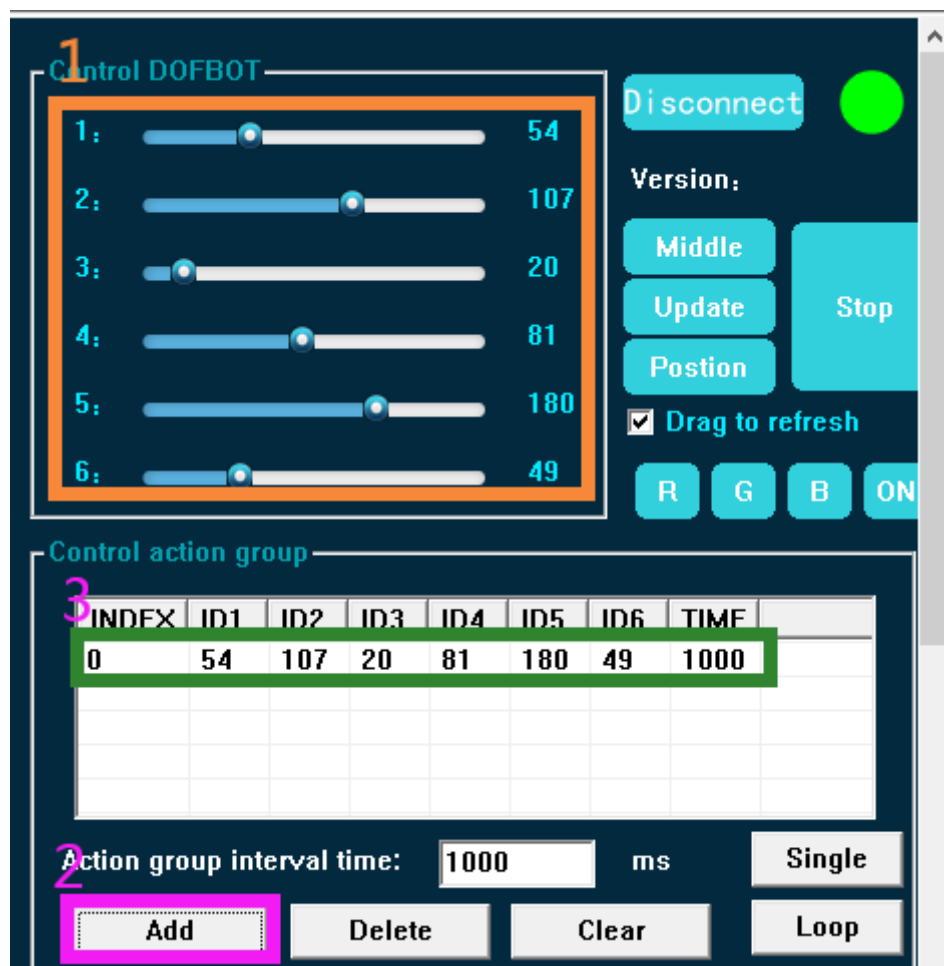 1
Control DOFBOT
1: 54
2: 107
3: 20
4: 81
5: 180
6: 49
Disconnect
Version:
Middle
Update
Postion
Stop
Drag to refresh
R G B ON
Control action group
3
INDEX ID1 ID2 ID3 ID4 ID5 ID6 TIME
0 54 107 20 81 180 49 1000
Action group interval time: 1000 ms
Single
2
Add Delete Clear Loop